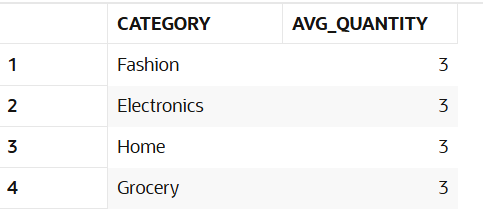 CATEGORY AVG_QUANTITY
1 Fashion 3
2 Electronics 3
3 Home 3
4 Grocery 3